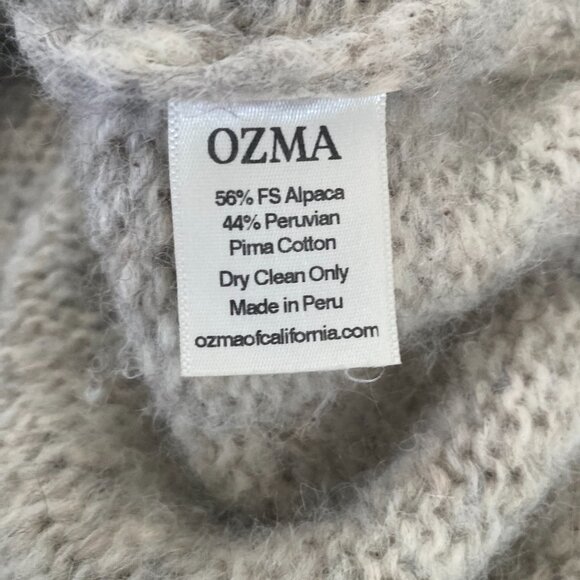 OZMA
56% FS Alpaca
44% Peruvian
Pima Cotton
Dry Clean Only
Made in Peru
ozmaofcalifornia.com